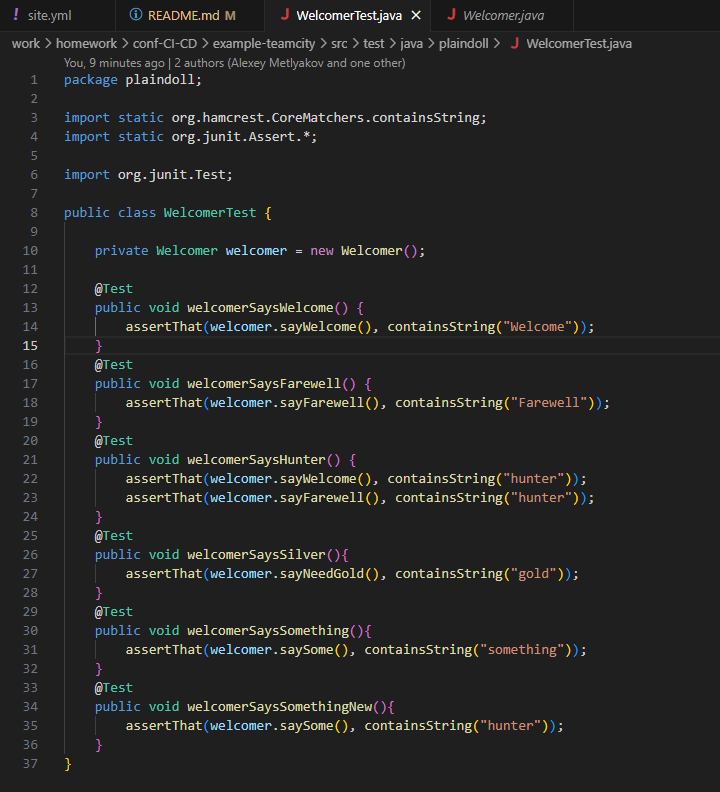 ! site.yml README.md M J WelcomerTest.java × J Welcomer.java
work > homework > conf-CI-CD > example-teamcity > src > test > java > plaindoll > J WelcomerTest.java
You, 9 minutes ago | 2 authors (Alexey Metlyakov and one other)
1 package plaindoll;
2
3 import static org.hamcrest.CoreMatchers.containsString;
4 import static org.junit.Assert.*;
5
6 import org.junit.Test;
7
8 public class WelcomerTest {
9
10     private Welcomer welcomer = new Welcomer();
11
12     @Test
13     public void welcomerSaysWelcome() {
14         assertThat(welcomer.sayWelcome(), containsString("Welcome"));
15     }
16     @Test
17     public void welcomerSaysFarewell() {
18         assertThat(welcomer.sayFarewell(), containsString("Farewell"));
19     }
20     @Test
21     public void welcomerSaysHunter() {
22         assertThat(welcomer.sayWelcome(), containsString("hunter"));
23         assertThat(welcomer.sayFarewell(), containsString("hunter"));
24     }
25     @Test
26     public void welcomerSaysSilver(){
27         assertThat(welcomer.sayNeedGold(), containsString("gold"));
28     }
29     @Test
30     public void welcomerSaysSomething(){
31         assertThat(welcomer.saySome(), containsString("something"));
32     }
33     @Test
34     public void welcomerSaysSomethingNew(){
35         assertThat(welcomer.saySome(), containsString("hunter"));
36     }
37 }